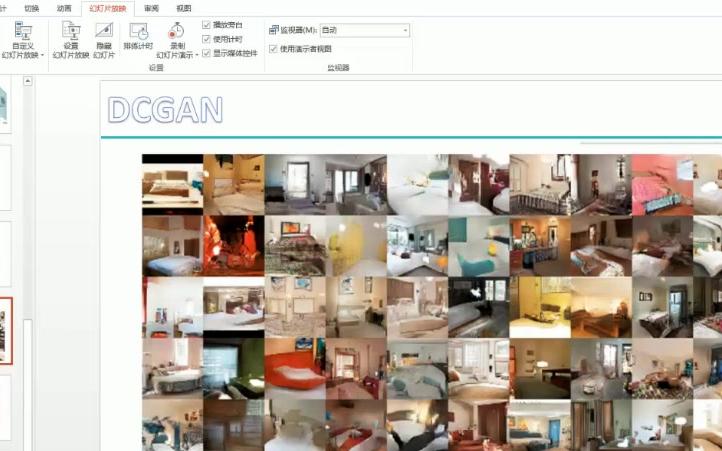 计 切换 动画 幻灯片放映 审阅 视图
自定义
幻灯片放映
设置
幻灯片放映
隐藏
幻灯片
排练计时
录制
幻灯片演示
播放旁白
使用计时
显示媒体控件
设置
监视器(M): 自动
使用演示者视图
监视器
DCGAN